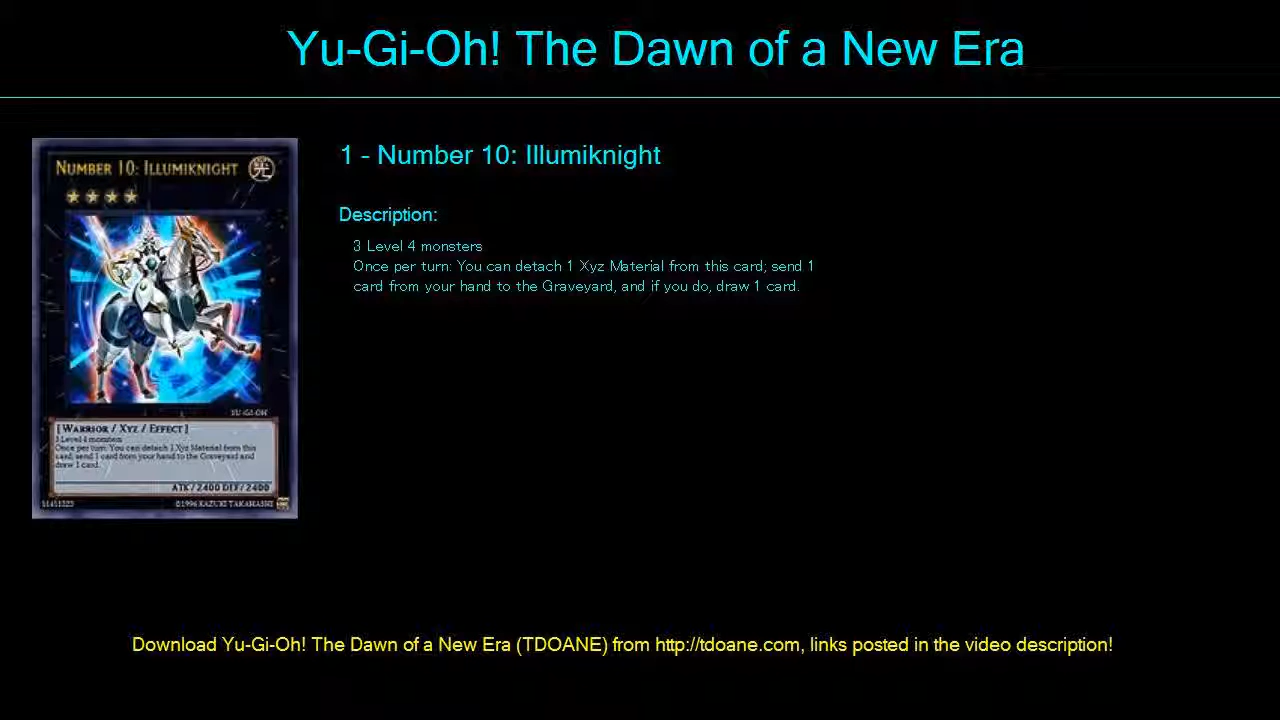 Yu-Gi-Oh! The Dawn of a New Era
NUMBER 10: ILLUMIKNIGHT
光
YU-GI-OH
[WARRIOR / XYZ / EFFECT]
3 Level 4 monsters
Once per turn: You can detach 1 Xyz Material from this
card; send 1 card from your hand to the Graveyard and
draw 1 card.
ATK / 2400 DEF / 2400
©1996 KAZUKI TAKAHASHI
1 - Number 10: Illumiknight
Description:
3 Level 4 monsters
Once per turn: You can detach 1 Xyz Material from this card; send 1
card from your hand to the Graveyard, and if you do, draw 1 card.
Download Yu-Gi-Oh! The Dawn of a New Era (TDOANE) from http://tdoane.com, links posted in the video description!